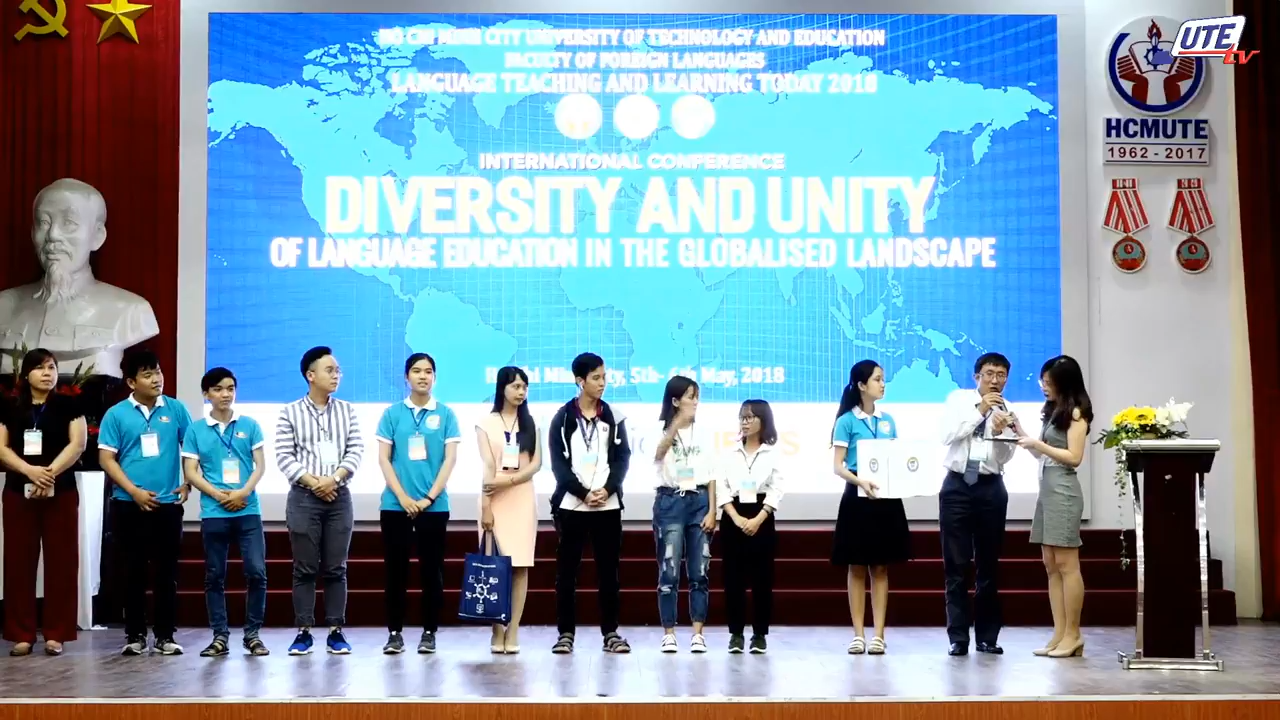 HO CHI MINH CITY UNIVERSITY OF TECHNOLOGY AND EDUCATION
FACULTY OF FOREIGN LANGUAGES
LANGUAGE TEACHING AND LEARNING TODAY 2018
INTERNATIONAL CONFERENCE
DIVERSITY AND UNITY
OF LANGUAGE EDUCATION IN THE GLOBALISED LANDSCAPE
5th- 6th May, 2018
UTE
TV
HCMUTE
1962 - 2017